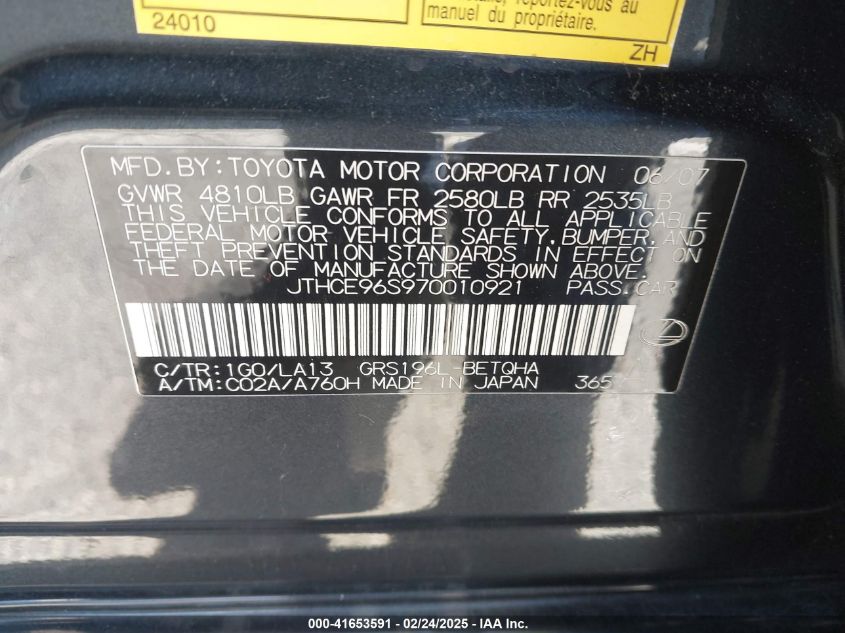 manuel du propriétaire.
24010
ZH
MFD.BY:TOYOTA MOTOR CORPORATION 06/07
GVWR 4810LB GAWR FR 2580LB RR 2535LB
THIS VEHICLE CONFORMS TO ALL APPLICABLE
FEDERAL MOTOR VEHICLE SAFETY,BUMPER,AND
THEFT PREVENTION STANDARDS IN EFFECT ON
THE DATE OF MANUFACTURE SHOWN ABOVE.
JTHCE96S970010921 PASS.CAR
C/TR:1G0/LA13 GRS196L-BETQHA
A/TM:C02A/A760H MADE IN JAPAN 365
000-41653591 - 02/24/2025 - IAA Inc.